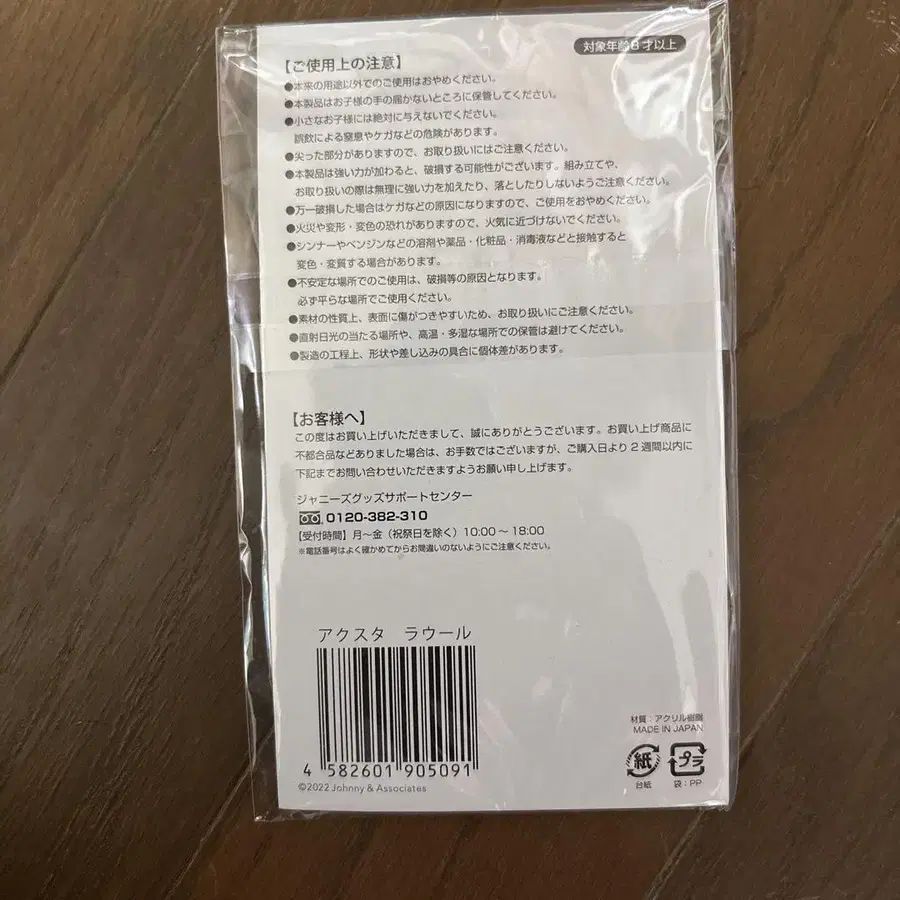 対象年齢8才以上
【ご使用上の注意】
●本来の用途以外でのご使用はおやめください。
●本製品はお子様の手の届かないところに保管してください。
●小さなお子様には絶対に与えないでください。
誤飲による窒息やケガなどの危険があります。
●尖った部分がありますので、お取り扱いにはご注意ください。
●本製品は強い力が加わると、破損する可能性がございます。組み立てや、
お取り扱いの際は無理に強い力を加えたり、落としたりしないようご注意ください。
●万一破損した場合はケガなどの原因になりますので、ご使用をおやめください。
●火災や変形・変色の恐れがありますので、火気に近づけないでください。
●シンナーやベンジンなどの溶剤や薬品・化粧品・消毒液などと接触すると
変色・変質する場合があります。
●不安定な場所でのご使用は、破損等の原因となります。
必ず平らな場所でご使用ください。
●素材の性質上、表面に傷がつきやすいため、お取り扱いにご注意ください。
●直射日光の当たる場所や、高温・多湿な場所での保管は避けてください。
●製造の工程上、形状や差し込みの具合に個体差があります。
【お客様へ】
この度はお買い上げいただきまして、誠にありがとうございます。お買い上げ商品に
不都合品などありました場合は、お手数ではございますが、ご購入日より2週間以内に
下記までお問い合わせいただきますようお願い申し上げます。
ジャニーズグッズサポートセンター
0120-382-310
【受付時間】月〜金（祝祭日を除く）10:00〜18:00
※電話番号はよく確かめてからお間違いのないようにご注意ください。
アクスタ ラウール
4 582601 905091
©2022 Johnny & Associates
材質：アクリル樹脂
MADE IN JAPAN
紙
台紙
プラ
袋：PP